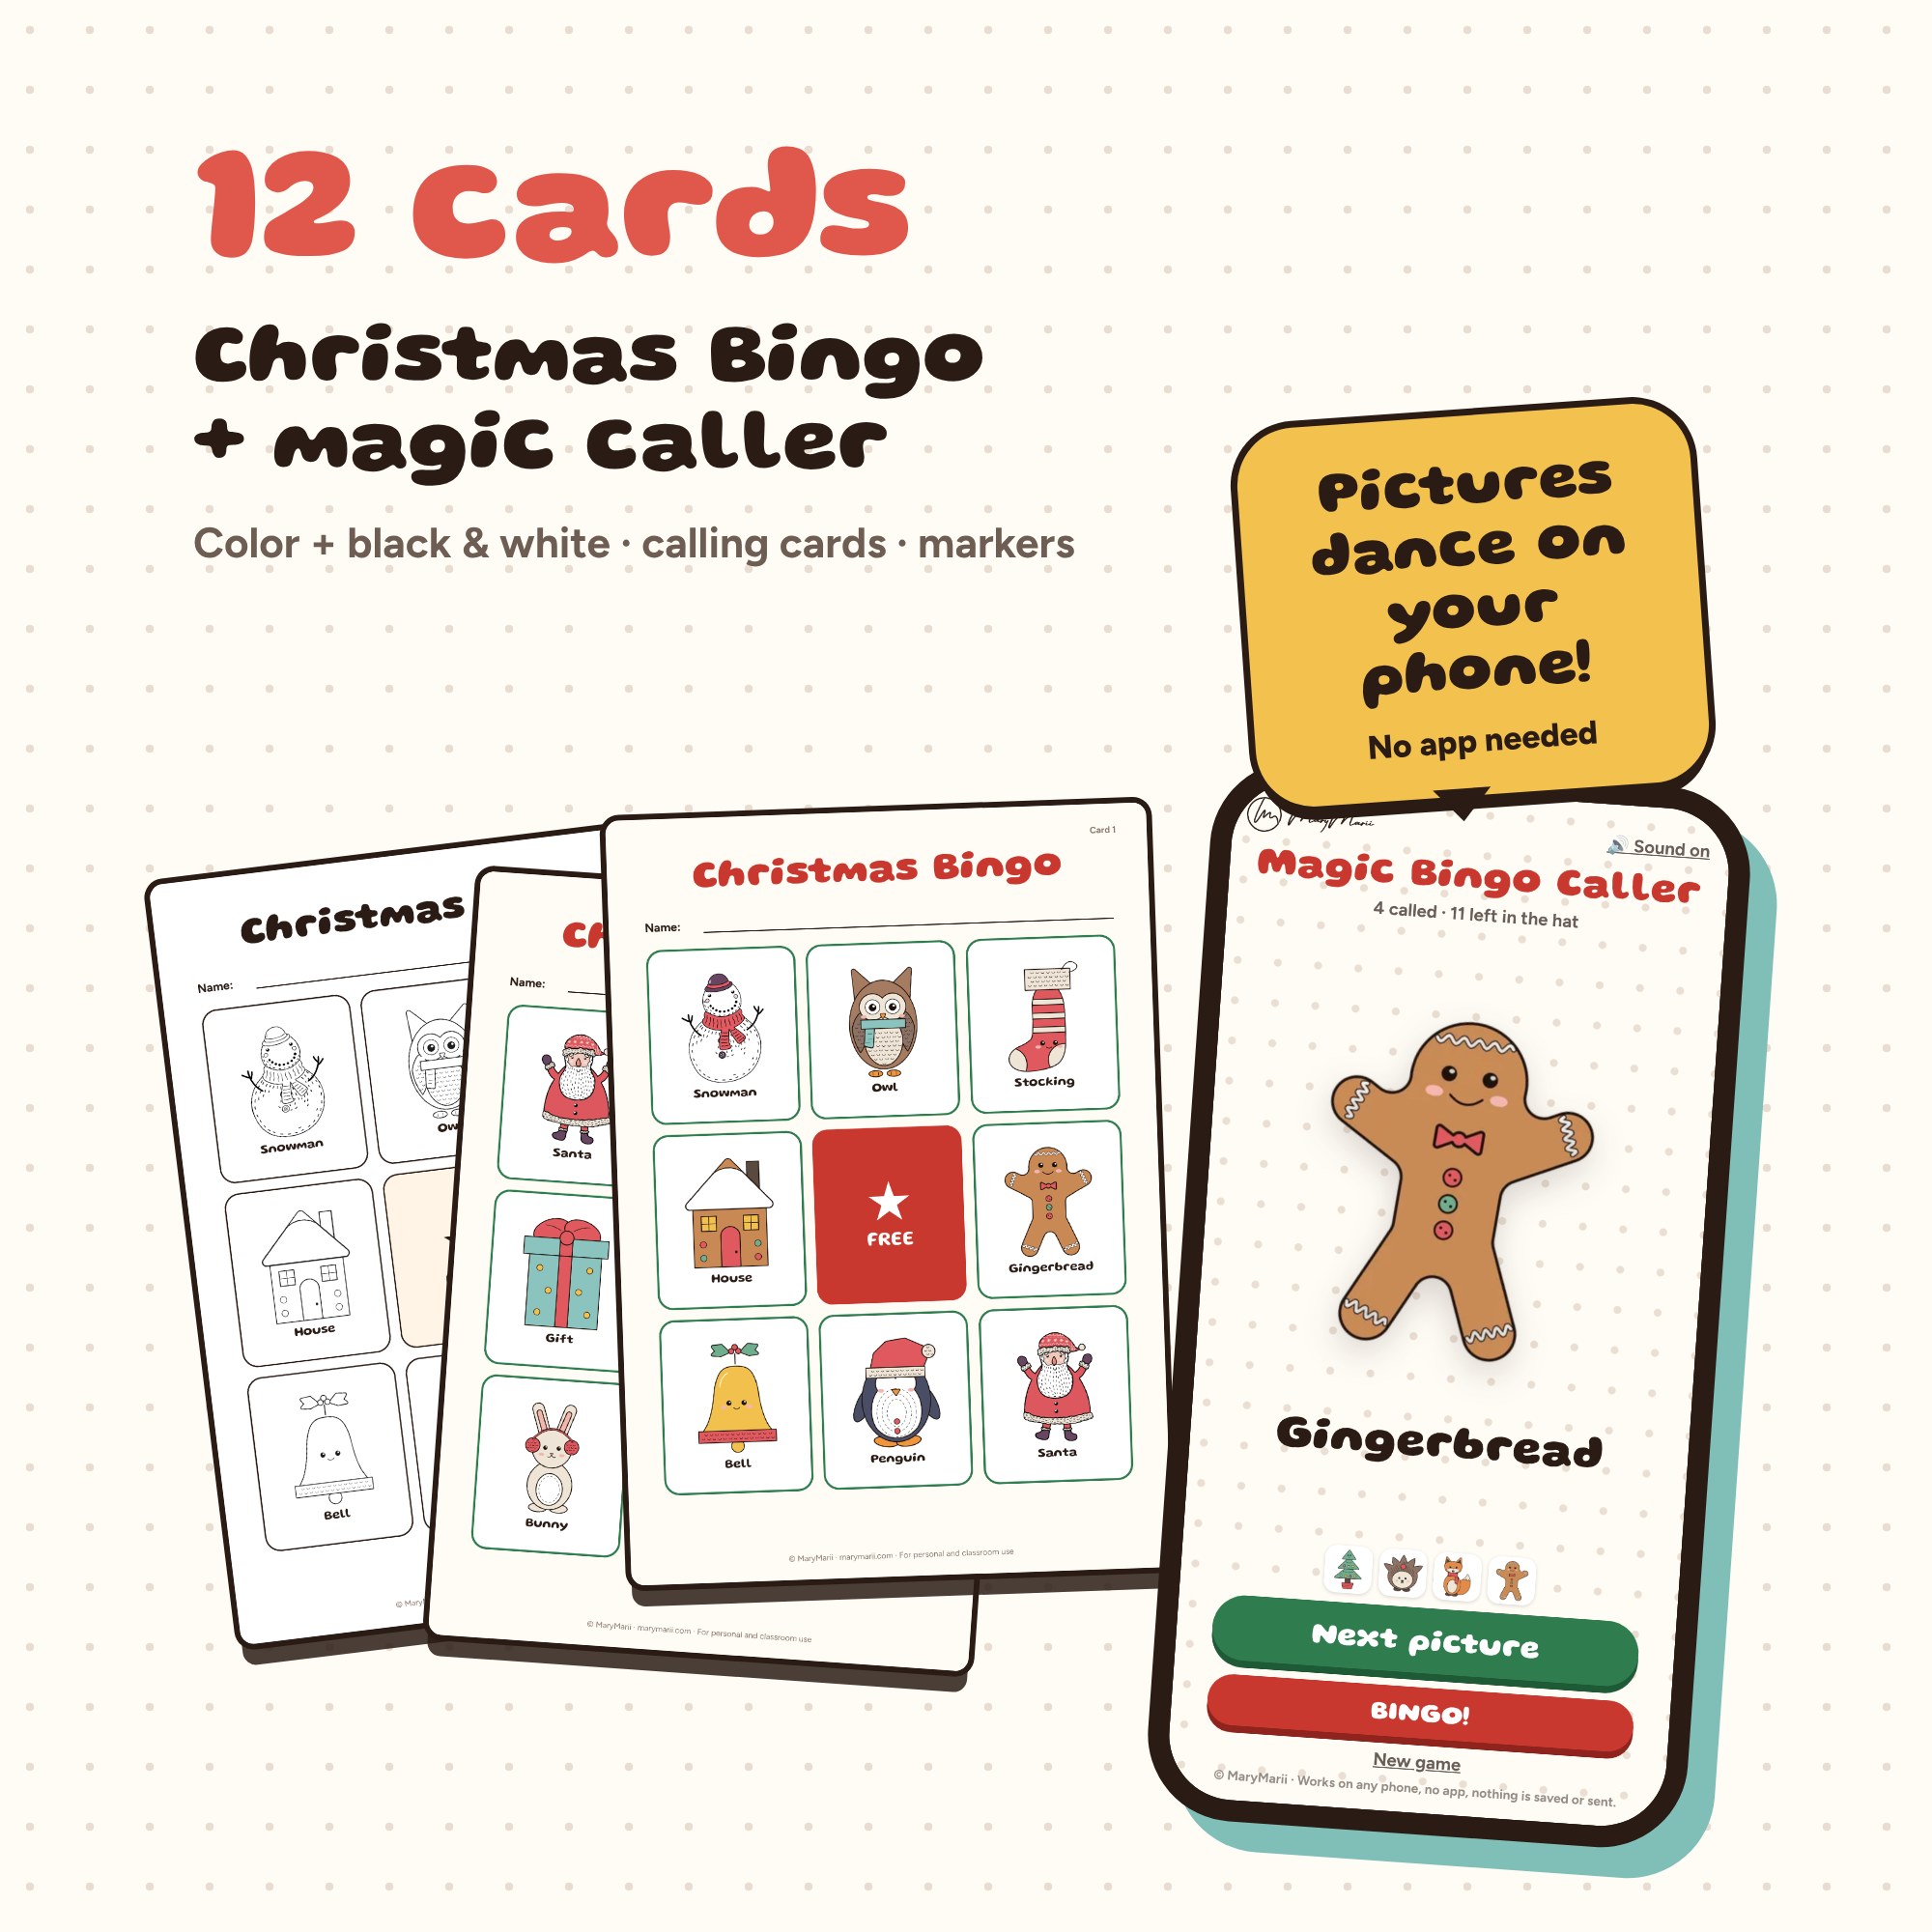 12 cards
Christmas Bingo
+ magic caller
Color + black & white · calling cards · markers
Pictures
dance on
your
phone!
No app needed
Christmas
Name:
Snowman
House
Bell
Name:
Santa
Gift
Bunny
© MaryMarii · marymarii.com · For personal and classroom use
Card 1
Christmas Bingo
Name:
Snowman
Owl
Stocking
House
FREE
Gingerbread
Bell
Penguin
Santa
© MaryMarii · marymarii.com · For personal and classroom use
MaryMarii
Sound on
Magic Bingo Caller
4 called · 11 left in the hat
Gingerbread
Next picture
BINGO!
New game
© MaryMarii · Works on any phone, no app, nothing is saved or sent.